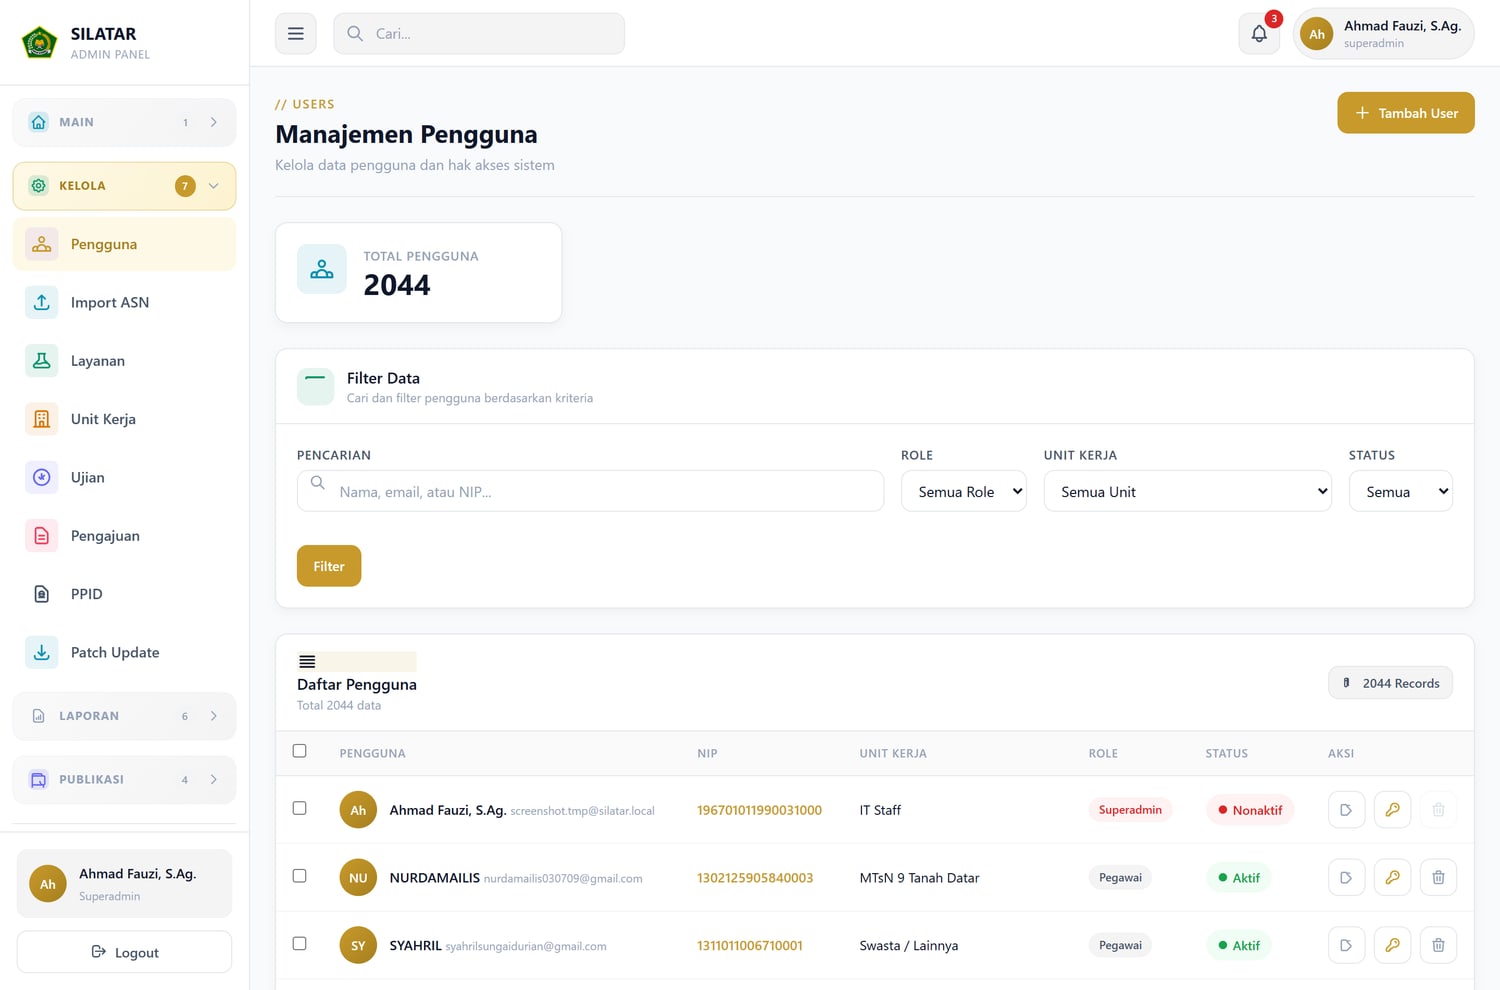 SILATAR
ADMIN PANEL
MAIN 1
KELOLA 7
Pengguna
Import ASN
Layanan
Unit Kerja
Ujian
Pengajuan
PPID
Patch Update
LAPORAN 6
PUBLIKASI 4
Ah Ahmad Fauzi, S.Ag.
Superadmin
Logout
Cari...
3
Ah Ahmad Fauzi, S.Ag.
superadmin
// USERS
Manajemen Pengguna
Kelola data pengguna dan hak akses sistem
Tambah User
TOTAL PENGGUNA
2044
Filter Data
Cari dan filter pengguna berdasarkan kriteria
PENCARIAN ROLE UNIT KERJA STATUS
Nama, email, atau NIP... Semua Role Semua Unit Semua
Filter
Daftar Pengguna
Total 2044 data
2044 Records
PENGGUNA NIP UNIT KERJA ROLE STATUS AKSI
Ah Ahmad Fauzi, S.Ag. screenshot.tmp@silatar.local 196701011990031000 IT Staff Superadmin Nonaktif
NU NURDAMAILIS nurdamailis030709@gmail.com 1302125905840003 MTsN 9 Tanah Datar Pegawai Aktif
SY SYAHRIL syahrilsungaidurian@gmail.com 1311011006710001 Swasta / Lainnya Pegawai Aktif